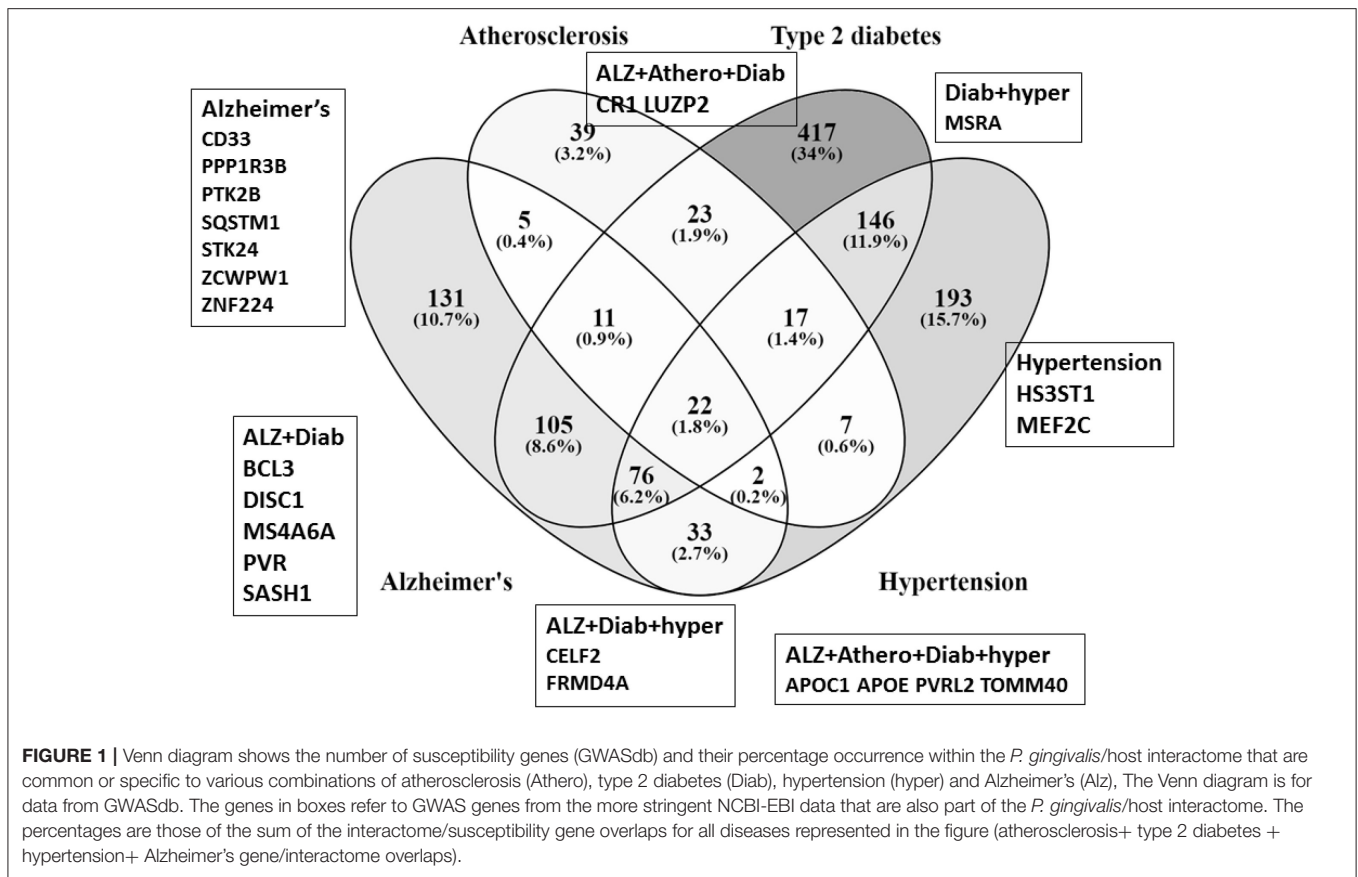 Atherosclerosis
Type 2 diabetes
ALZ+Athero+Diab
CR1 LUZP2
Diab+hyper
MSRA
Alzheimer’s
CD33
PPP1R3B
PTK2B
SQSTM1
STK24
ZCWPW1
ZNF224
39
(3.2%)
417
(34%)
5
(0.4%)
23
(1.9%)
146
(11.9%)
131
(10.7%)
11
(0.9%)
17
(1.4%)
193
(15.7%)
Hypertension
HS3ST1
MEF2C
105
(8.6%)
22
(1.8%)
7
(0.6%)
76
(6.2%)
2
(0.2%)
33
(2.7%)
ALZ+Diab
BCL3
DISC1
MS4A6A
PVR
SASH1
Alzheimer's
Hypertension
ALZ+Diab+hyper
CELF2
FRMD4A
ALZ+Athero+Diab+hyper
APOC1 APOE PVRL2 TOMM40
FIGURE 1 | Venn diagram shows the number of susceptibility genes (GWASdb) and their percentage occurrence within the P. gingivalis/host interactome that are
common or specific to various combinations of atherosclerosis (Athero), type 2 diabetes (Diab), hypertension (hyper) and Alzheimer’s (Alz), The Venn diagram is for
data from GWASdb. The genes in boxes refer to GWAS genes from the more stringent NCBI-EBI data that are also part of the P. gingivalis/host interactome. The
percentages are those of the sum of the interactome/susceptibility gene overlaps for all diseases represented in the figure (atherosclerosis+ type 2 diabetes +
hypertension+ Alzheimer’s gene/interactome overlaps).